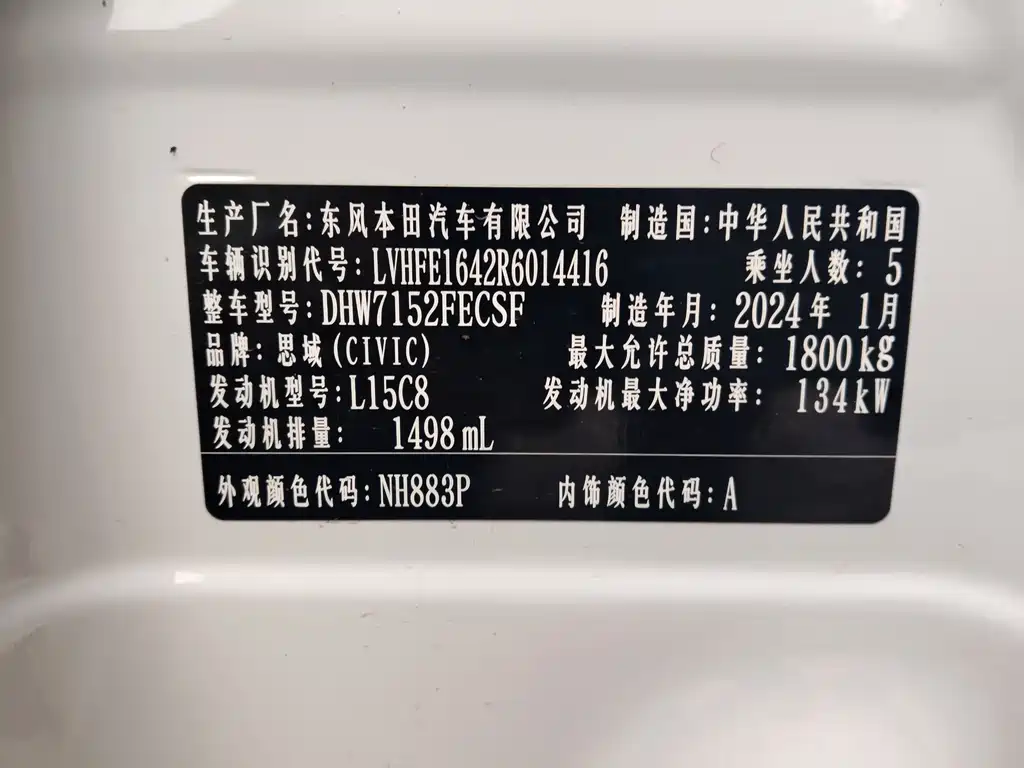 生产厂名:东风本田汽车有限公司 制造国:中华人民共和国
车辆识别代号:LVHFE1642R6014416 乘坐人数:5
整车型号:DHW7152FECSF 制造年月:2024年 1月
品牌:思域(CIVIC) 最大允许总质量:1800kg
发动机型号:L15C8 发动机最大净功率:134kW
发动机排量: 1498mL
外观颜色代码:NH883P 内饰颜色代码:A